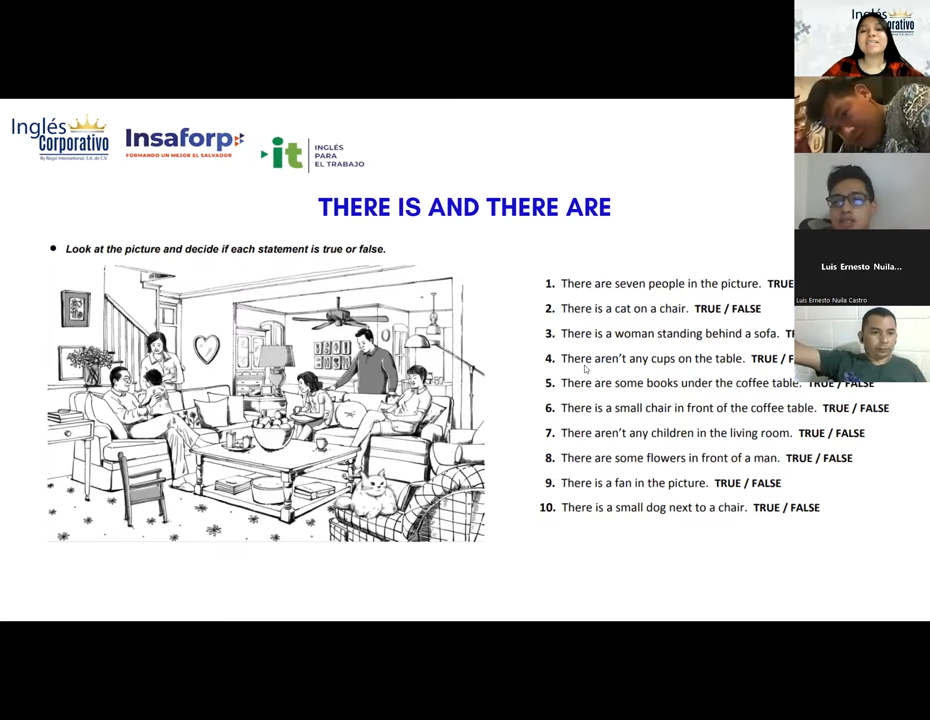 Inglés
Corporativo
By Regal International, S.A. de C.V.
Insaforp
FORMANDO UN MEJOR EL SALVADOR
it
INGLÉS
PARA
EL TRABAJO
THERE IS AND THERE ARE
• Look at the picture and decide if each statement is true or false.
1. There are seven people in the picture. TRUE
2. There is a cat on a chair. TRUE / FALSE
3. There is a woman standing behind a sofa.
4. There aren't any cups on the table. TRUE / F
5. There are some books under the coffee table. TRUE / FALSE
6. There is a small chair in front of the coffee table. TRUE / FALSE
7. There aren't any children in the living room. TRUE / FALSE
8. There are some flowers in front of a man. TRUE / FALSE
9. There is a fan in the picture. TRUE / FALSE
10. There is a small dog next to a chair. TRUE / FALSE
Inglés
orativo
Luis Ernesto Nuila...
Luis Ernesto Nuila Castro